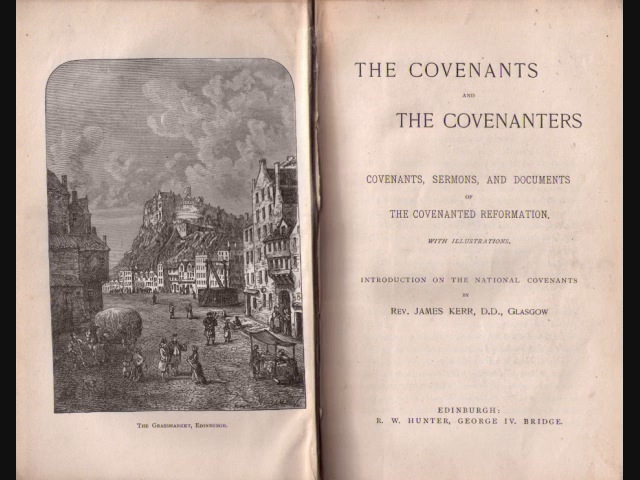 The Grassmarket, Edinburgh.
THE COVENANTS
AND
THE COVENANTERS
COVENANTS, SERMONS, AND DOCUMENTS
OF
THE COVENANTED REFORMATION,
WITH ILLUSTRATIONS.
INTRODUCTION ON THE NATIONAL COVENANTS
BY
Rev. JAMES KERR, D.D., Glasgow
EDINBURGH:
R. W. HUNTER, GEORGE IV. BRIDGE.